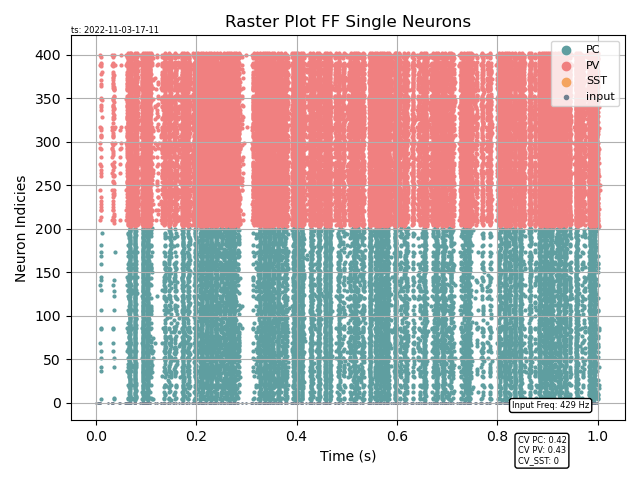 Raster Plot FF Single Neurons
ts: 2022-11-03-17-11
PC
PV
SST
input
400
350
300
250
200
150
100
50
0
Neuron Indicies
Input Freq: 429 Hz
0.0 0.2 0.4 0.6 0.8 1.0
Time (s)
CV PC: 0.42
CV PV: 0.43
CV_SST: 0